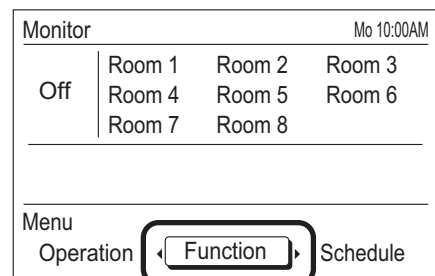 Monitor Mo 10:00AM
Off
Room 1 Room 2 Room 3
Room 4 Room 5 Room 6
Room 7 Room 8
Menu
Operation Function Schedule